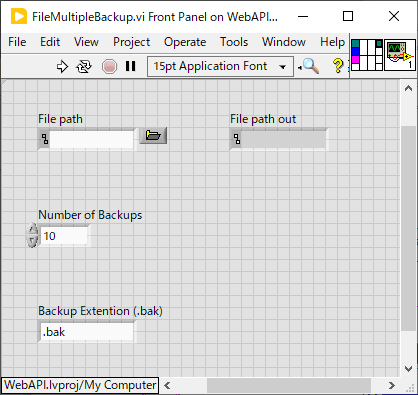 FileMultipleBackup.vi Front Panel on WebAPI...
File Edit View Project Operate Tools Window Help
15pt Application Font
1
File path
File path out
Number of Backups
10
Backup Extention (.bak)
.bak
WebAPI.lvproj/My Computer